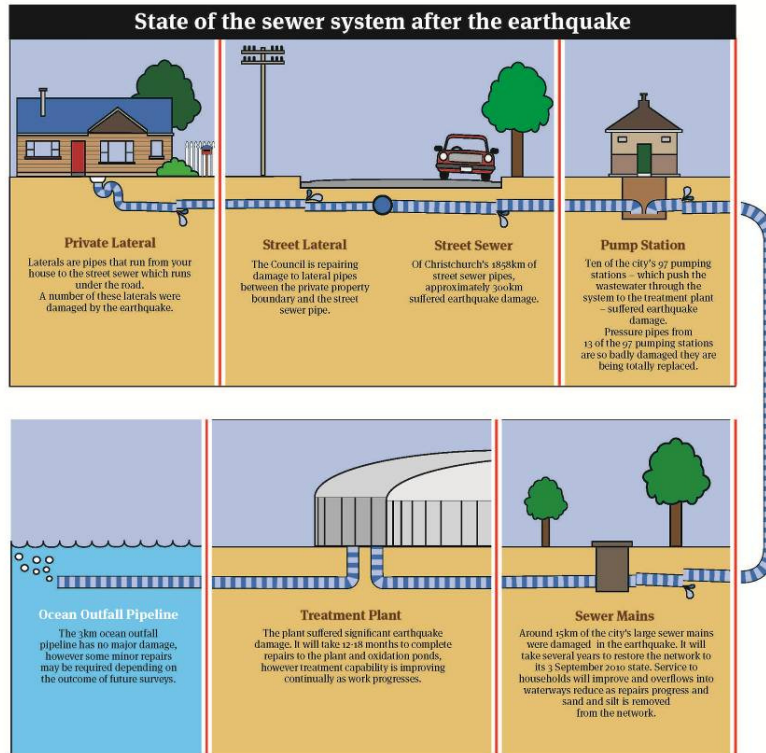 State of the sewer system after the earthquake
Private Lateral
Laterals are pipes that run from your
house to the street sewer which runs
under the road.
A number of these laterals were
damaged by the earthquake.
Street Lateral
The Council is repairing
damage to lateral pipes
between the private property
boundary and the street
sewer pipe.
Street Sewer
Of Christchurch's 1858km of
street sewer pipes,
approximately 300km
suffered earthquake damage.
Pump Station
Ten of the city's 97 pumping
stations – which push the
wastewater through the
system to the treatment plant
– suffered earthquake
damage.
Pressure pipes from
13 of the 97 pumping stations
are so badly damaged they are
being totally replaced.
Ocean Outfall Pipeline
The 3km ocean outfall
pipeline has no major damage,
however some minor repairs
may be required depending on
the outcome of future surveys.
Treatment Plant
The plant suffered significant earthquake
damage. It will take 12-18 months to complete
repairs to the plant and oxidation ponds,
however treatment capability is improving
continually as work progresses.
Sewer Mains
Around 15km of the city's large sewer mains
were damaged in the earthquake. It will
take several years to restore the network to
its 3 September 2010 state. Service to
households will improve and overflows into
waterways reduce as repairs progress and
sand and silt is removed
from the network.